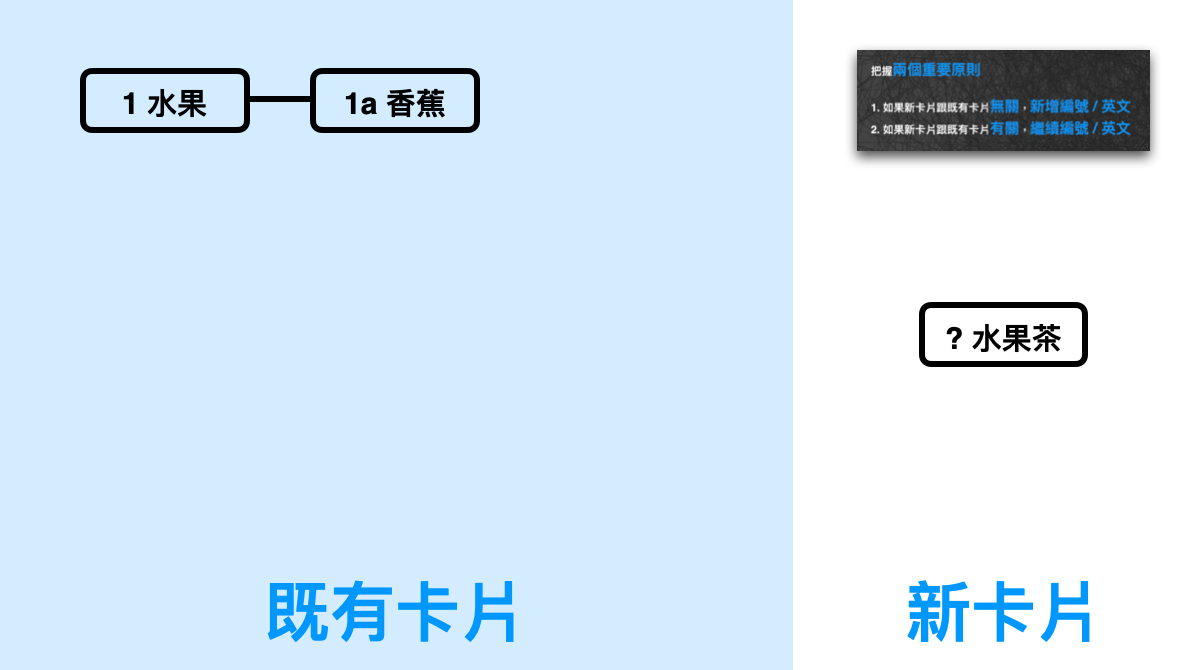 1 水果
1a 香蕉
把握兩個重要原則
1. 如果新卡片跟既有卡片無關，新增編號 / 英文
2. 如果新卡片跟既有卡片有關，繼續編號 / 英文
? 水果茶
既有卡片
新卡片